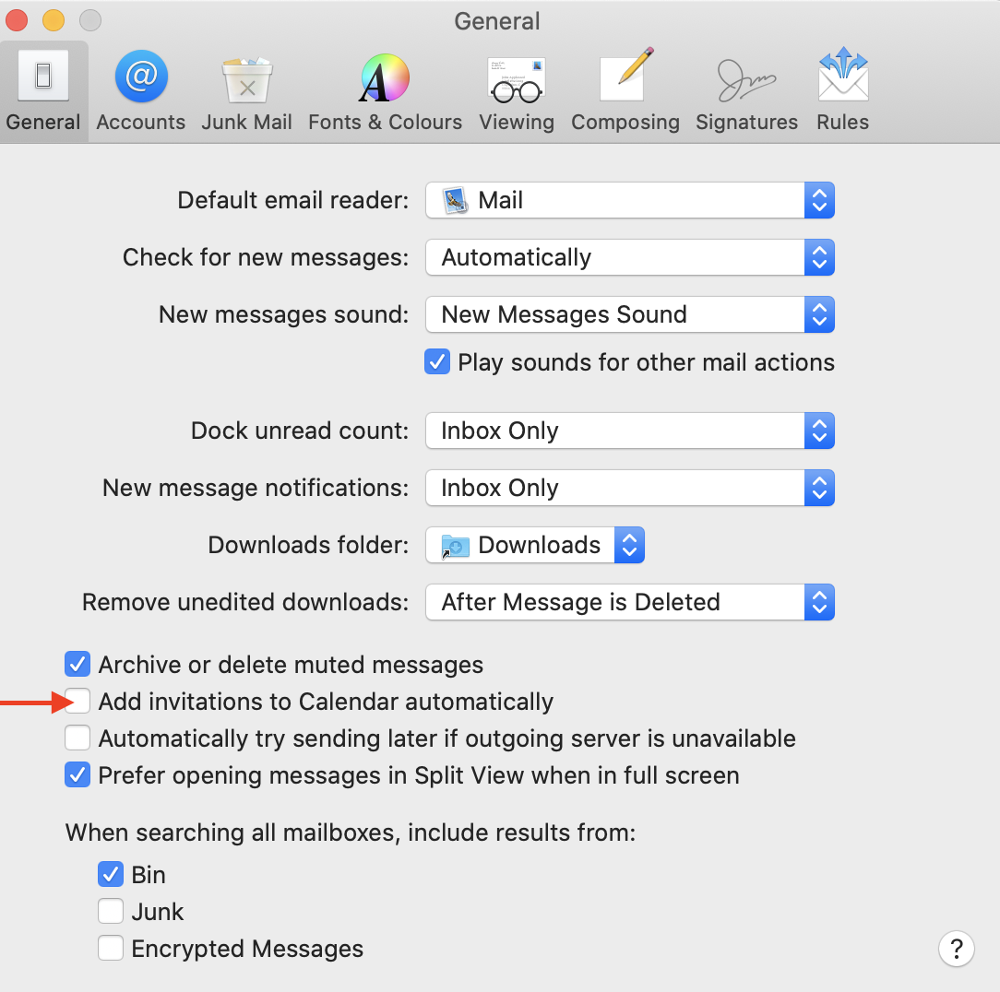 General
General Accounts Junk Mail Fonts & Colours Viewing Composing Signatures Rules
Default email reader: Mail
Check for new messages: Automatically
New messages sound: New Messages Sound
Play sounds for other mail actions
Dock unread count: Inbox Only
New message notifications: Inbox Only
Downloads folder: Downloads
Remove unedited downloads: After Message is Deleted
Archive or delete muted messages
Add invitations to Calendar automatically
Automatically try sending later if outgoing server is unavailable
Prefer opening messages in Split View when in full screen
When searching all mailboxes, include results from:
Bin
Junk
Encrypted Messages
?